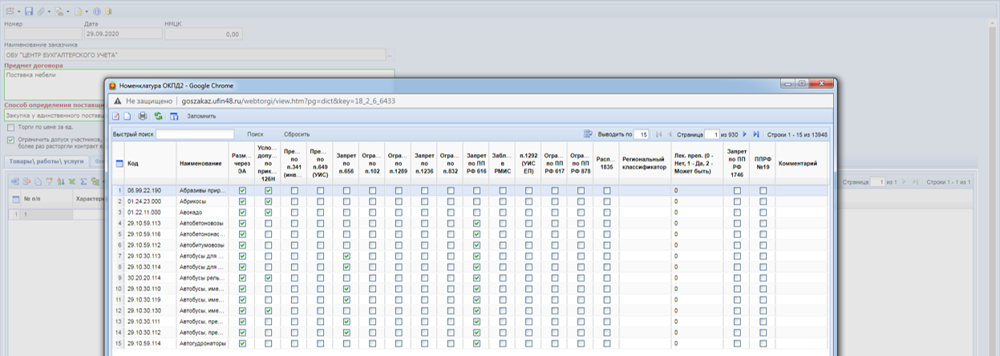 Номер Дата НМЦК
29.09.2020 0,00
Наименование заказчика
ОБУ "ЦЕНТР БУХГАЛТЕРСКОГО УЧЕТА" ...
Предмет договора
Поставка мебели
Способ определения поставщи
Закупка у единственного поставщ
Торги по цене за ед.
Ограничить допуск участников,
более раз расторгли контракт в
Товары\ работы\ услуги
№ п/п Характери
1 1
Страница 1 из 1 Строки 1 - 1 из 1
Номенклатура ОКПД2 - Google Chrome
Не защищено goszakaz.ufin48.ru/webtorgi/view.htm?pg=dict&key=18_2_6_6433
Запомнить
Быстрый поиск Поиск Сбросить Выводить по 15 Страница 1 из 930 Строки 1 - 15 из 13948
Код
Наименование
Разм... через ЭА
Усло... допу... по прик... 126Н
Пре... по п.341 (инв...
Пре... по п.649 (УИС)
Запрет по п.656
Огра... по п.102
Огра... по п.1289
Запрет по п.1236
Огра... по п.832
Запрет по ПП РФ 616
Забл... в РМИС
п.1292 (УИС ЕП)
Огра... по ПП РФ 617
Огра... по ПП РФ 878
Расп... 1835
Региональный классификатор
Лек. преп. (0 - Нет, 1 - Да, 2 - Может быть)
Запрет по ПП РФ 1746
ППРФ №19
Комментарий
1 08.99.22.190 Абразивы прир... 0
2 01.24.23.000 Абрикосы 0
3 01.22.11.000 Авокадо 0
4 29.10.59.113 Автобетоновозы 0
5 29.10.59.116 Автобетононас... 0
6 29.10.59.112 Автобитумовозы 0
7 29.10.30.113 Автобусы для ... 0
8 29.10.30.114 Автобусы для ... 0
9 30.20.20.114 Автобусы рель... 0
10 29.10.30.110 Автобусы, име... 0
11 29.10.30.119 Автобусы, име... 0
12 29.10.30.130 Автобусы, име... 0
13 29.10.30.111 Автобусы, пре... 0
14 29.10.30.112 Автобусы, пре... 0
15 29.10.59.114 Автогудронаторы 0